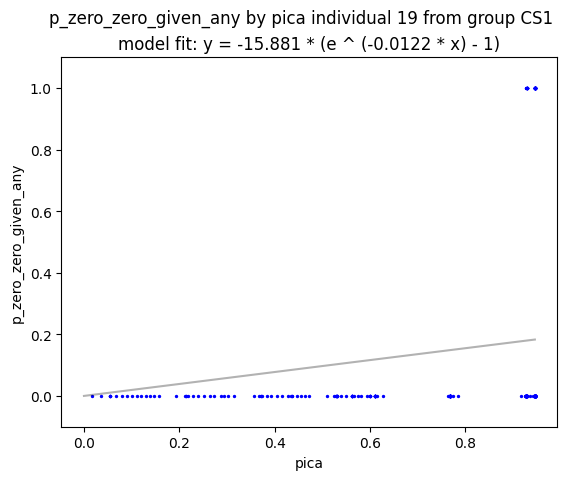 p_zero_zero_given_any by pica individual 19 from group CS1
model fit: y = -15.881 * (e ^ (-0.0122 * x) - 1)
1.0
0.8
0.6
0.4
0.2
0.0
p_zero_zero_given_any
0.0 0.2 0.4 0.6 0.8
pica